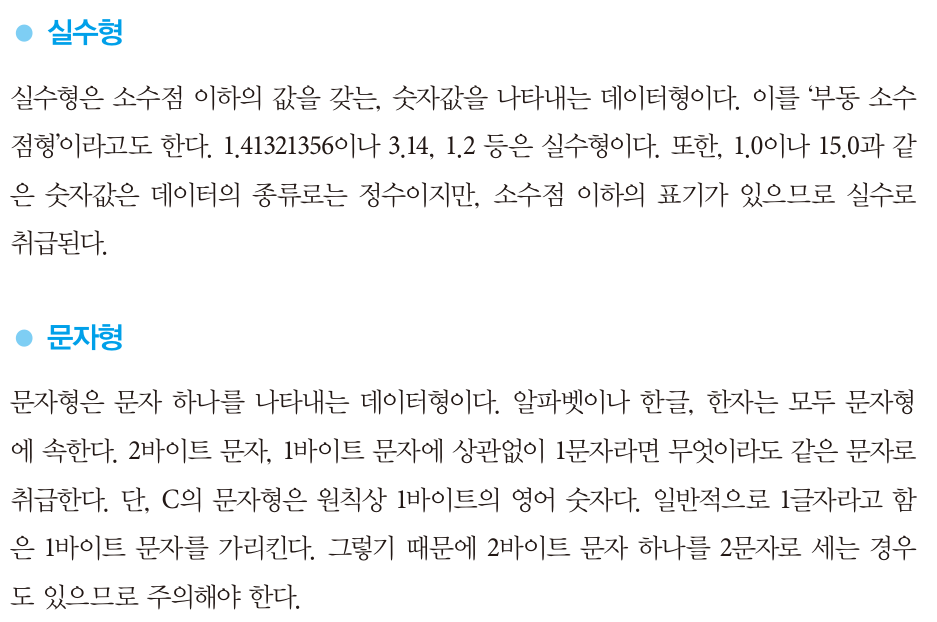 ● 실수형
실수형은 소수점 이하의 값을 갖는, 숫자값을 나타내는 데이터형이다. 이를 ‘부동 소수
점형’이라고도 한다. 1.41321356이나 3.14, 1.2 등은 실수형이다. 또한, 1.0이나 15.0과 같
은 숫자값은 데이터의 종류로는 정수이지만, 소수점 이하의 표기가 있으므로 실수로
취급된다.
● 문자형
문자형은 문자 하나를 나타내는 데이터형이다. 알파벳이나 한글, 한자는 모두 문자형
에 속한다. 2바이트 문자, 1바이트 문자에 상관없이 1문자라면 무엇이라도 같은 문자로
취급한다. 단, C의 문자형은 원칙상 1바이트의 영어 숫자다. 일반적으로 1글자라고 함
은 1바이트 문자를 가리킨다. 그렇기 때문에 2바이트 문자 하나를 2문자로 세는 경우
도 있으므로 주의해야 한다.